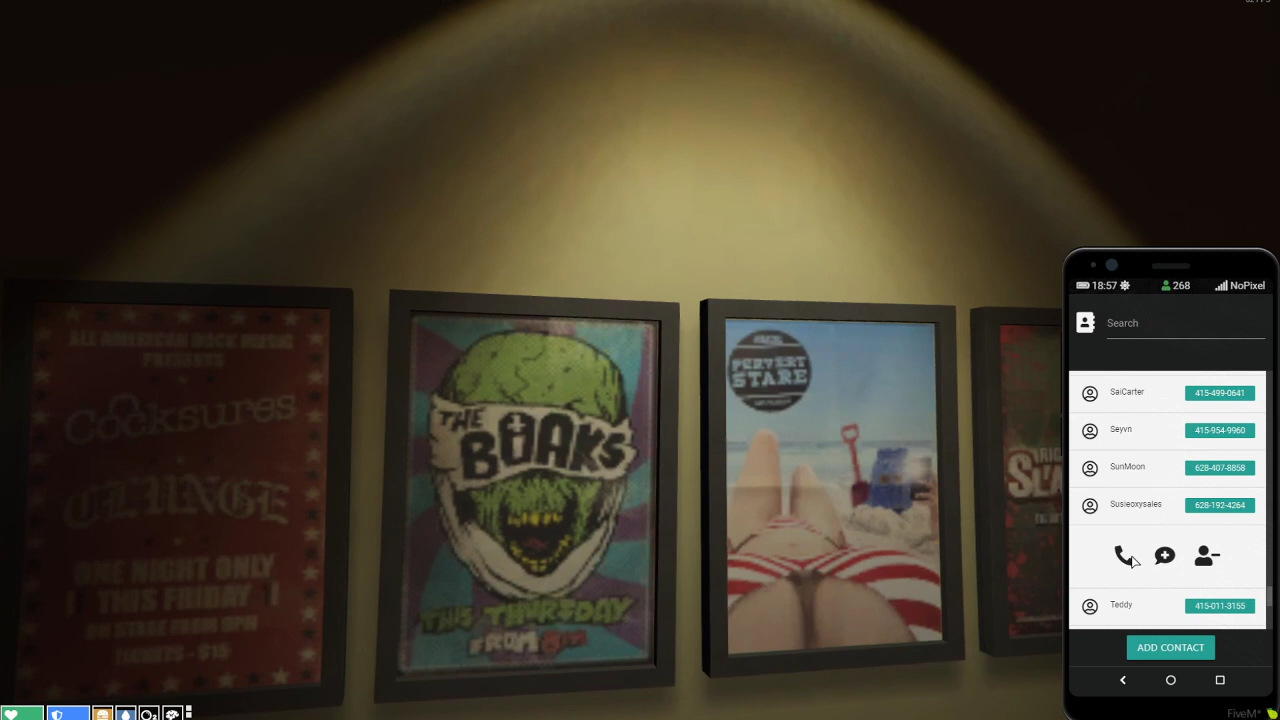 ALL AMERICAN ROCK MUSIC
PRESENTS
Cocksures
CLUNGE
ONE NIGHT ONLY
THIS FRIDAY
ON STAGE FROM 9PM
TICKETS - $15
THE
BOAKS
THIS THURSDAY
FROM
PERVERT
STARE
18:57
268
NoPixel
Search
SaiCarter
415-499-0641
Seyvn
415-954-9960
SunMoon
628-407-8858
Susieoxysales
628-192-4264
Teddy
415-011-3155
ADD CONTACT
FiveM*